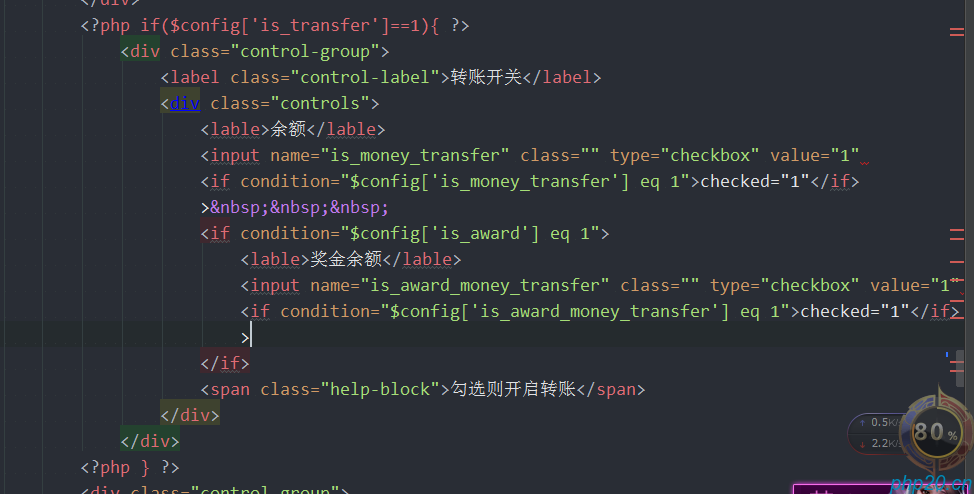 </div>
<?php if($config['is_transfer']==1){ ?>
<div class="control-group">
<label class="control-label">转账开关</label>
<div class="controls">
<lable>余额</lable>
<input name="is_money_transfer" class="" type="checkbox" value="1"
<if condition="$config['is_money_transfer'] eq 1">checked="1"</if>
>&nbsp;&nbsp;&nbsp;
<if condition="$config['is_award'] eq 1">
<lable>奖金余额</lable>
<input name="is_award_money_transfer" class="" type="checkbox" value="1"
<if condition="$config['is_award_money_transfer'] eq 1">checked="1"</if>
>
</if>
<span class="help-block">勾选则开启转账</span>
</div>
</div>
<?php } ?>
<div class="control-group">
↑ 0.5K/s
↓ 2.2K/s
80 %